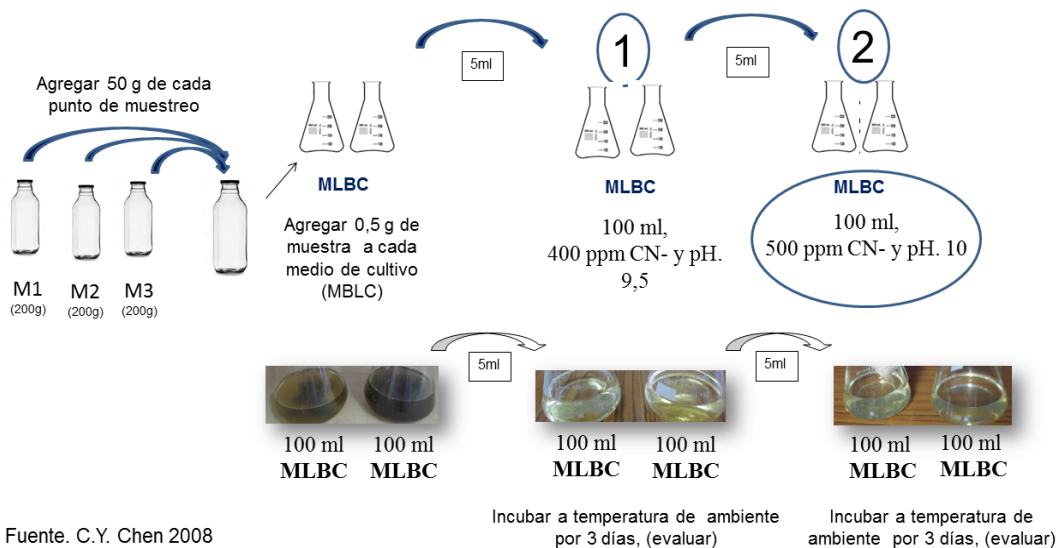 Agregar 50 g de cada
punto de muestreo
M1
(200g)
M2
(200g)
M3
(200g)
MLBC
Agregar 0,5 g de
muestra a cada
medio de cultivo
(MBLC)
5ml
1
MLBC
100 ml,
400 ppm CN- y pH.
9,5
5ml
2
MLBC
100 ml,
500 ppm CN- y pH. 10
100 ml
MLBC
100 ml
MLBC
5ml
100 ml
MLBC
100 ml
MLBC
5ml
100 ml
MLBC
100 ml
MLBC
Incubar a temperatura de ambiente
por 3 días, (evaluar)
Incubar a temperatura de
ambiente por 3 días, (evaluar)
Fuente. C.Y. Chen 2008